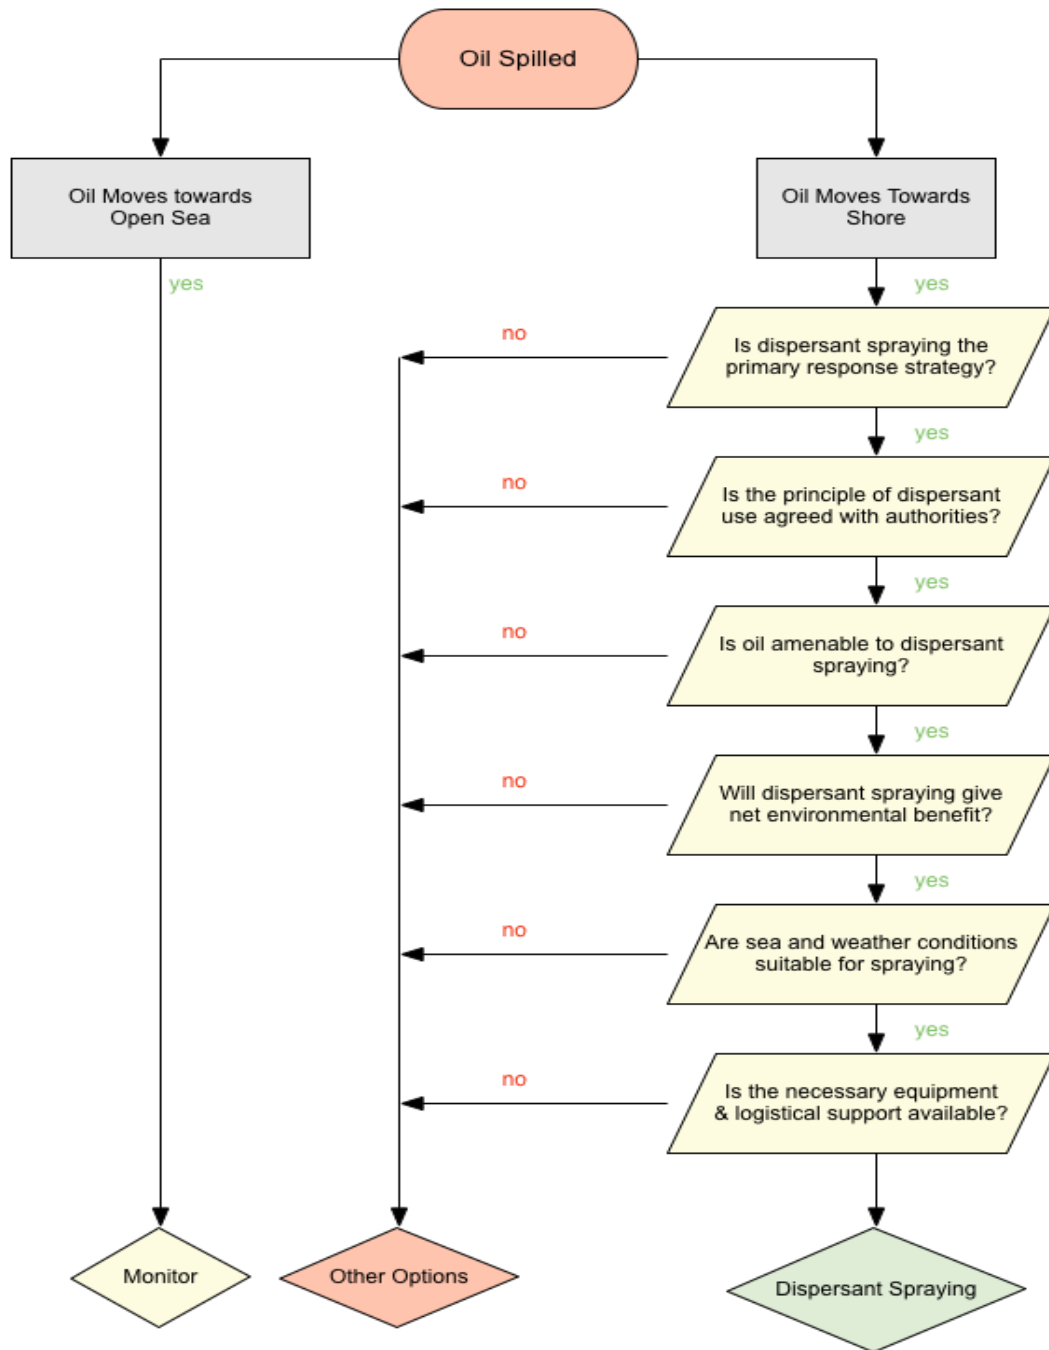 Oil Spilled
Oil Moves towards
Open Sea
Oil Moves Towards
Shore
yes
yes
no
Is dispersant spraying the
primary response strategy?
yes
no
Is the principle of dispersant
use agreed with authorities?
yes
no
Is oil amenable to dispersant
spraying?
yes
no
Will dispersant spraying give
net environmental benefit?
yes
no
Are sea and weather conditions
suitable for spraying?
yes
no
Is the necessary equipment
& logistical support available?
Monitor
Other Options
Dispersant Spraying